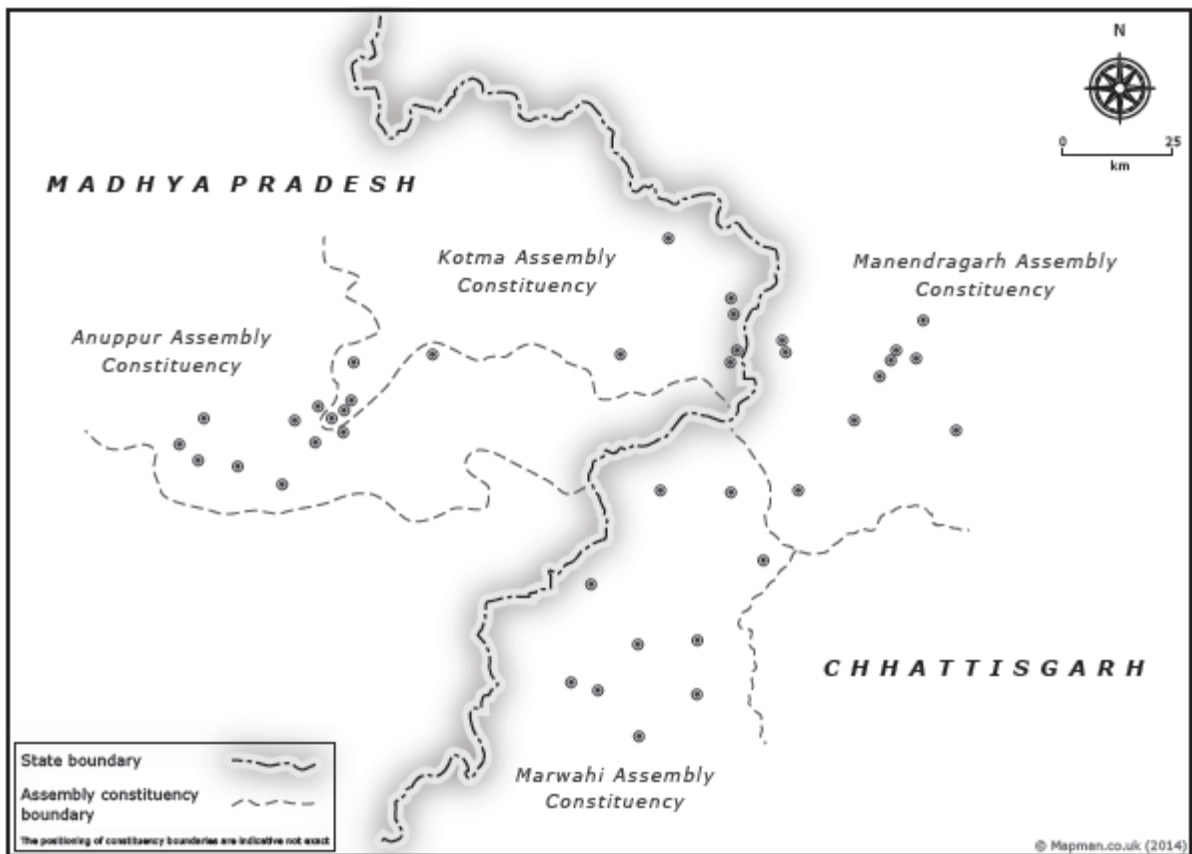 N
0 25
km
MADHYA PRADESH
Kotma Assembly
Constituency
Manendragarh Assembly
Constituency
Anuppur Assembly
Constituency
CHHATTISGARH
Marwahi Assembly
Constituency
State boundary
Assembly constituency
boundary
The positioning of constituency boundaries are indicative not exact
© Mapman.co.uk (2014)